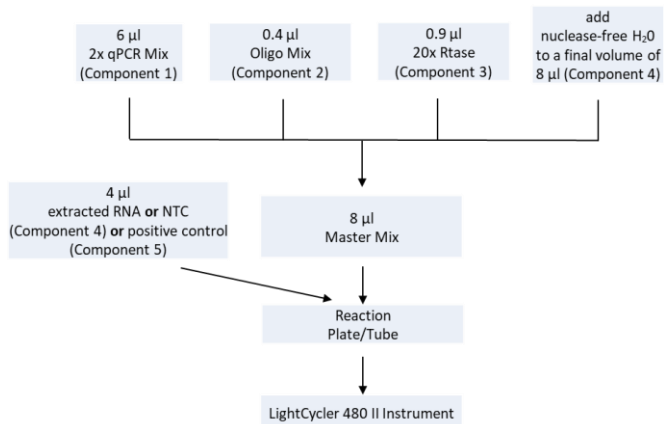 6 µl
2x qPCR Mix
(Component 1)
0.4 µl
Oligo Mix
(Component 2)
0.9 µl
20x Rtase
(Component 3)
add
nuclease-free H₂0
to a final volume of
8 µl (Component 4)
4 µl
extracted RNA or NTC
(Component 4) or positive control
(Component 5)
8 µl
Master Mix
Reaction
Plate/Tube
LightCycler 480 II Instrument